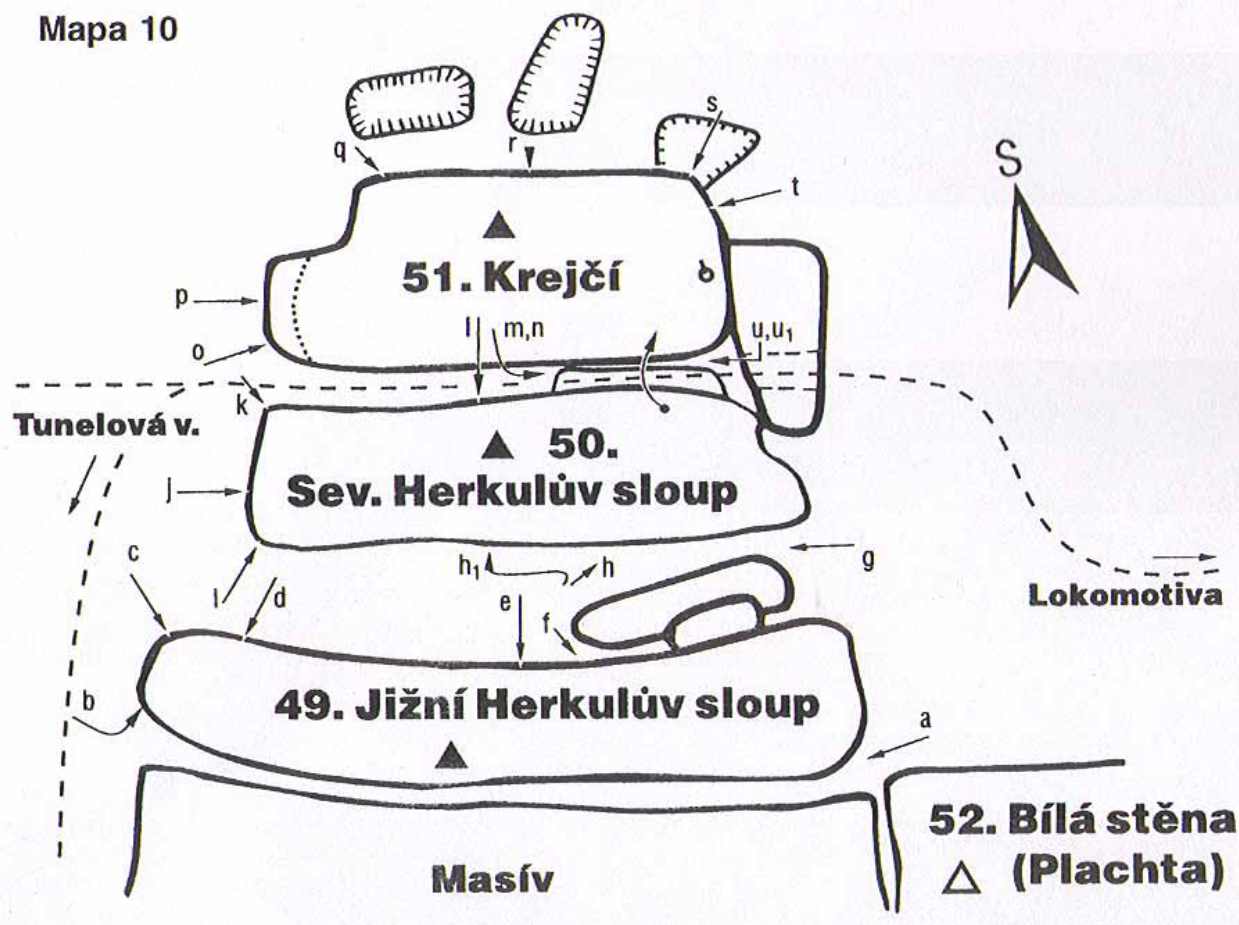 Mapa 10
s
q
r
t
S
51. Krejčí
p
l
m,n
u,u₁
o
k
Tunelová v.
50.
Sev. Herkulův sloup
j
c
h₁
h
g
l
d
e
Lokomotiva
f
b
49. Jižní Herkulův sloup
a
52. Bílá stěna
(Plachta)
Masív